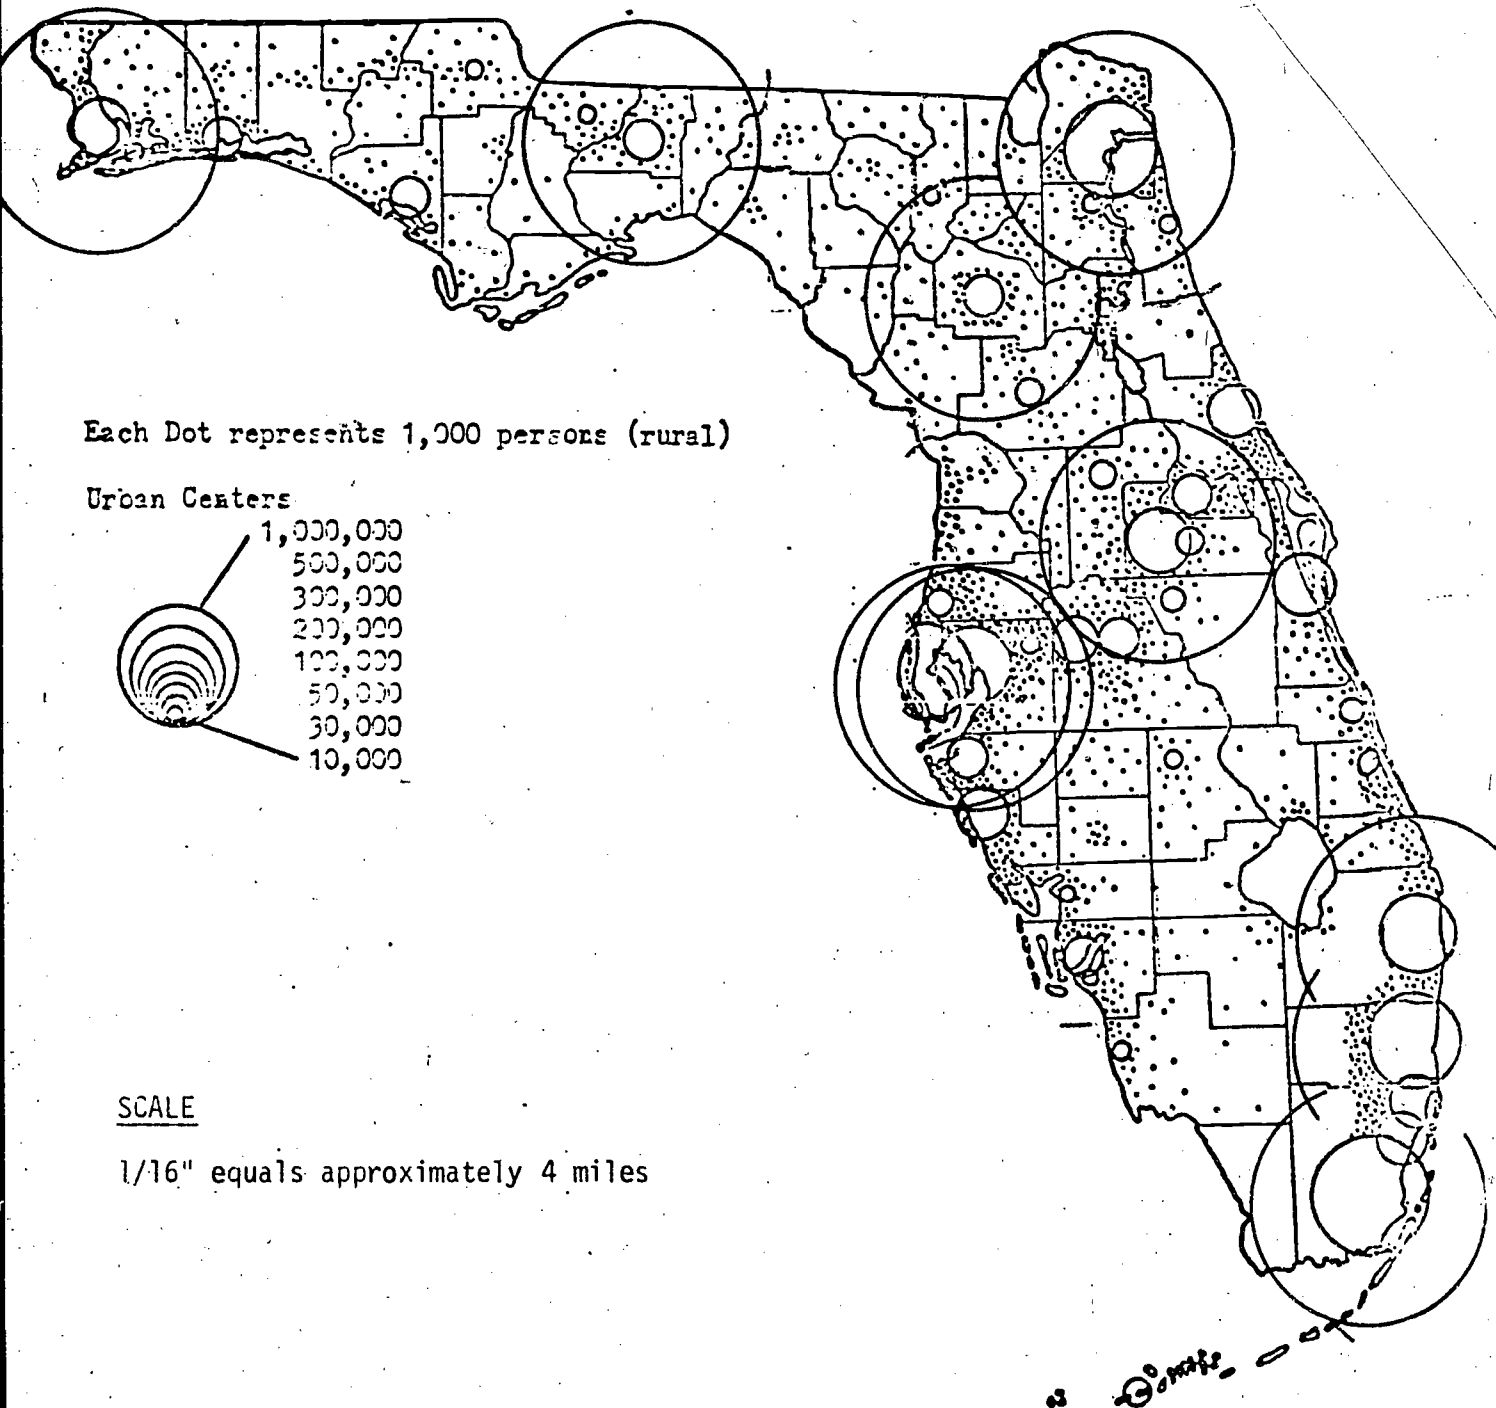 Each Dot represents 1,000 persons (rural)
Urban Centers
1,000,000
500,000
300,000
200,000
100,000
50,000
30,000
10,000
SCALE
1/16" equals approximately 4 miles